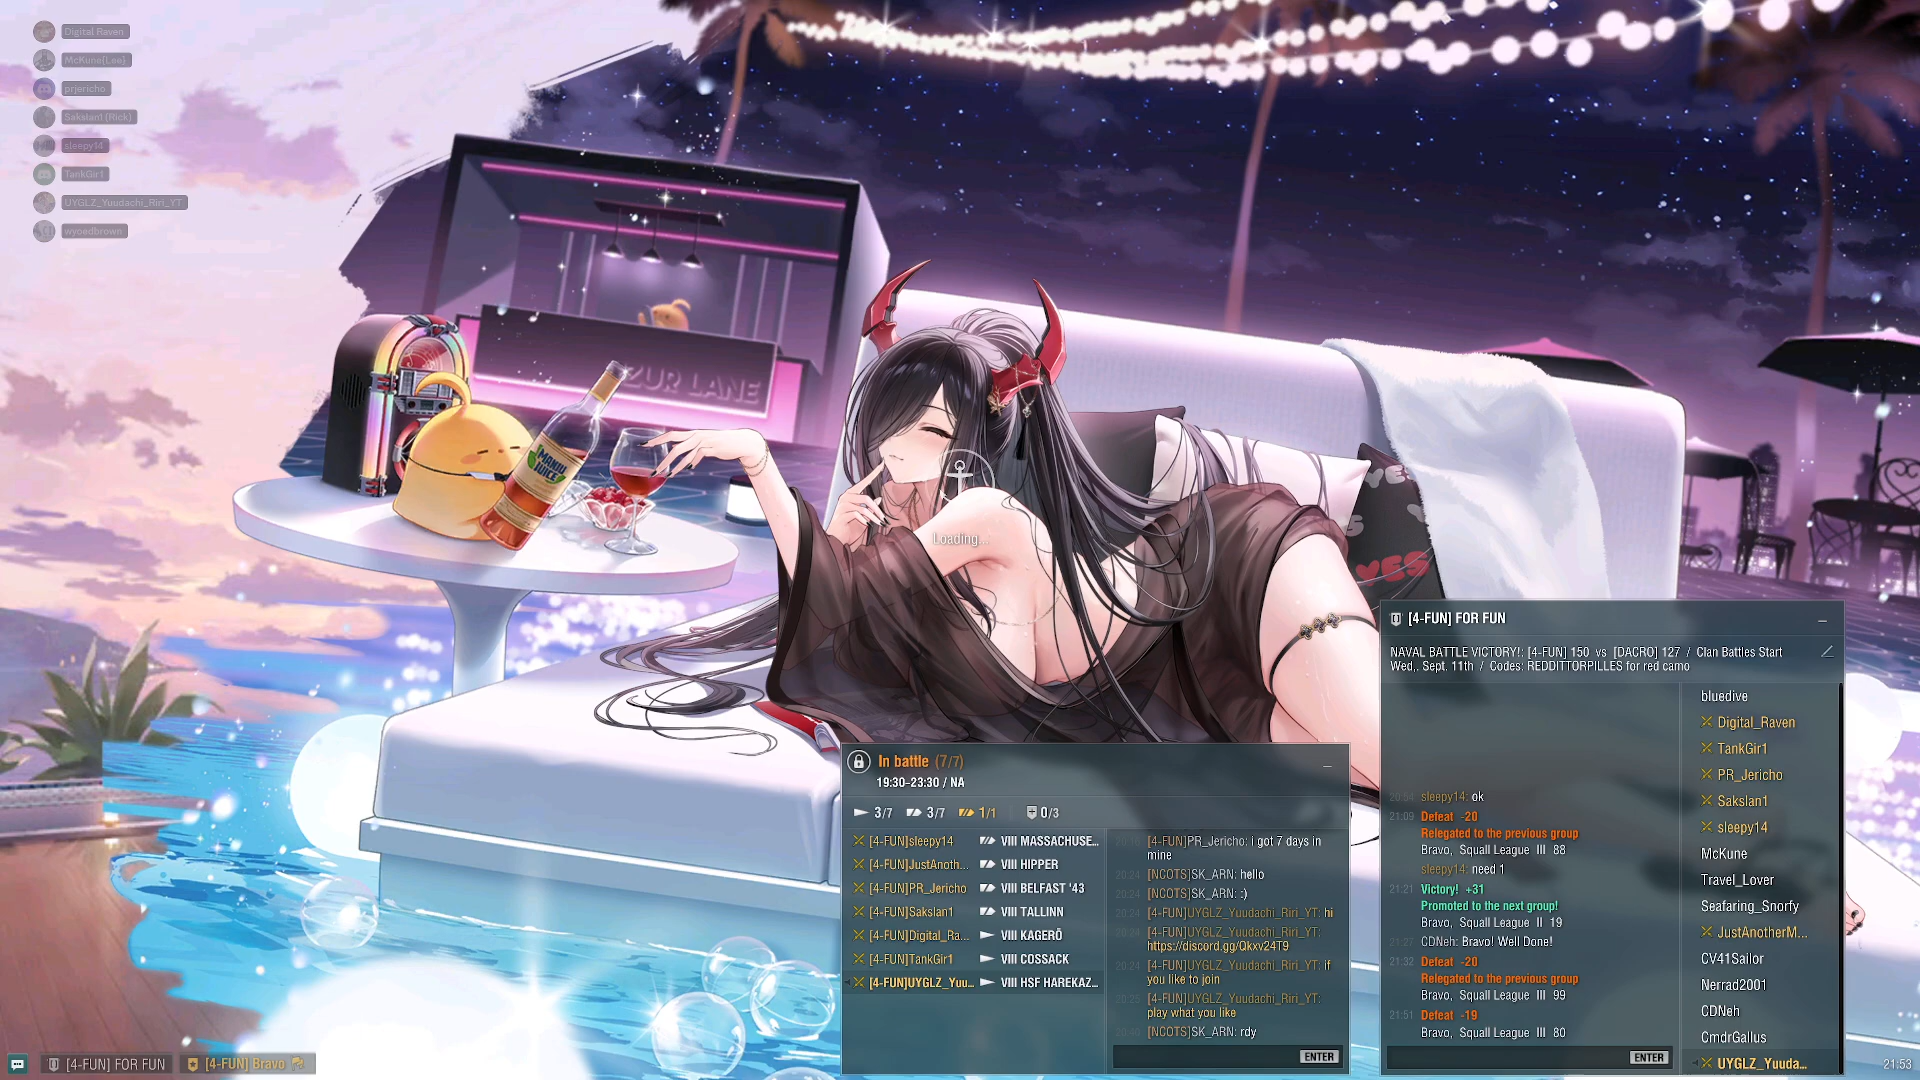 Digital Raven
McKune[Lee]
prjericho
Sakslan1 (Rick)
sleepy14
TankGir1
UYGLZ_Yuudachi_Riri_YT
wyoedbrown
ZUR LANE
MANJU
JUICE
YES
YES
Loading...
In battle (7/7)
19:30-23:30 / NA
3/7 3/7 1/1 0/3
[4-FUN]sleepy14 VIII MASSACHUSE...
[4-FUN]JustAnoth... VIII HIPPER
[4-FUN]PR_Jericho VIII BELFAST '43
[4-FUN]Sakslan1 VIII TALLINN
[4-FUN]Digital_Ra... VIII KAGERŌ
[4-FUN]TankGir1 VIII COSSACK
[4-FUN]UYGLZ_Yuu... VIII HSF HAREKAZ...
[4-FUN]PR_Jericho: i got 7 days in
mine
20:24 [NCOTS]SK_ARN: hello
20:24 [NCOTS]SK_ARN: :)
20:24 [4-FUN]UYGLZ_Yuudachi_Riri_YT: hi
20:24 [4-FUN]UYGLZ_Yuudachi_Riri_YT:
https://discord.gg/Qkxv24T9
20:24 [4-FUN]UYGLZ_Yuudachi_Riri_YT: if
you like to join
20:25 [4-FUN]UYGLZ_Yuudachi_Riri_YT:
play what you like
[NCOTS]SK_ARN: rdy
ENTER
[4-FUN] FOR FUN
NAVAL BATTLE VICTORY!: [4-FUN] 150 vs [DACRO] 127 / Clan Battles Start
Wed,. Sept. 11th / Codes: REDDITTORPILLES for red camo
20:54 sleepy14: ok
21:09 Defeat -20
Relegated to the previous group
Bravo, Squall League III 88
sleepy14: need 1
21:21 Victory! +31
Promoted to the next group!
Bravo, Squall League II 19
21:27 CDNeh: Bravo! Well Done!
21:32 Defeat -20
Relegated to the previous group
Bravo, Squall League III 99
21:51 Defeat -19
Bravo, Squall League III 80
ENTER
bluedive
Digital_Raven
TankGir1
PR_Jericho
Sakslan1
sleepy14
McKune
Travel_Lover
Seafaring_Snorfy
JustAnotherM...
CV41Sailor
Nerrad2001
CDNeh
CmdrGallus
UYGLZ_Yuuda...
[4-FUN] FOR FUN
[4-FUN] Bravo
21:53